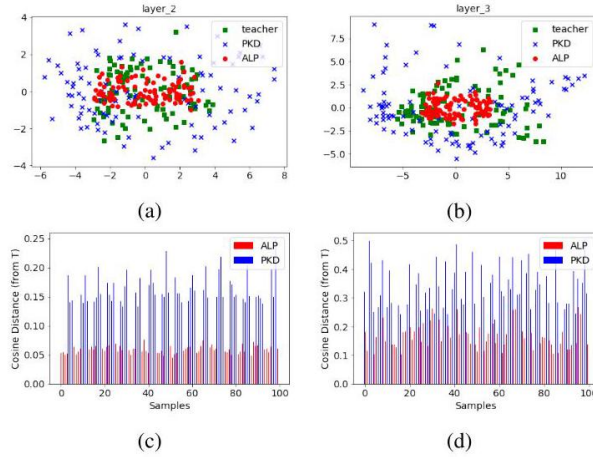 layer_2
teacher
PKD
ALP
4
2
0
−2
−4
−6 −4 −2 0 2 4 6 8
(a)
layer_3
teacher
PKD
ALP
7.5
5.0
2.5
0.0
−2.5
−5.0
−5 0 5 10
(b)
ALP
PKD
Cosine Distance (from T)
0.25
0.20
0.15
0.10
0.05
0.00
0 20 40 60 80 100
Samples
(c)
ALP
PKD
Cosine Distance (from T)
0.5
0.4
0.3
0.2
0.1
0.0
0 20 40 60 80 100
Samples
(d)